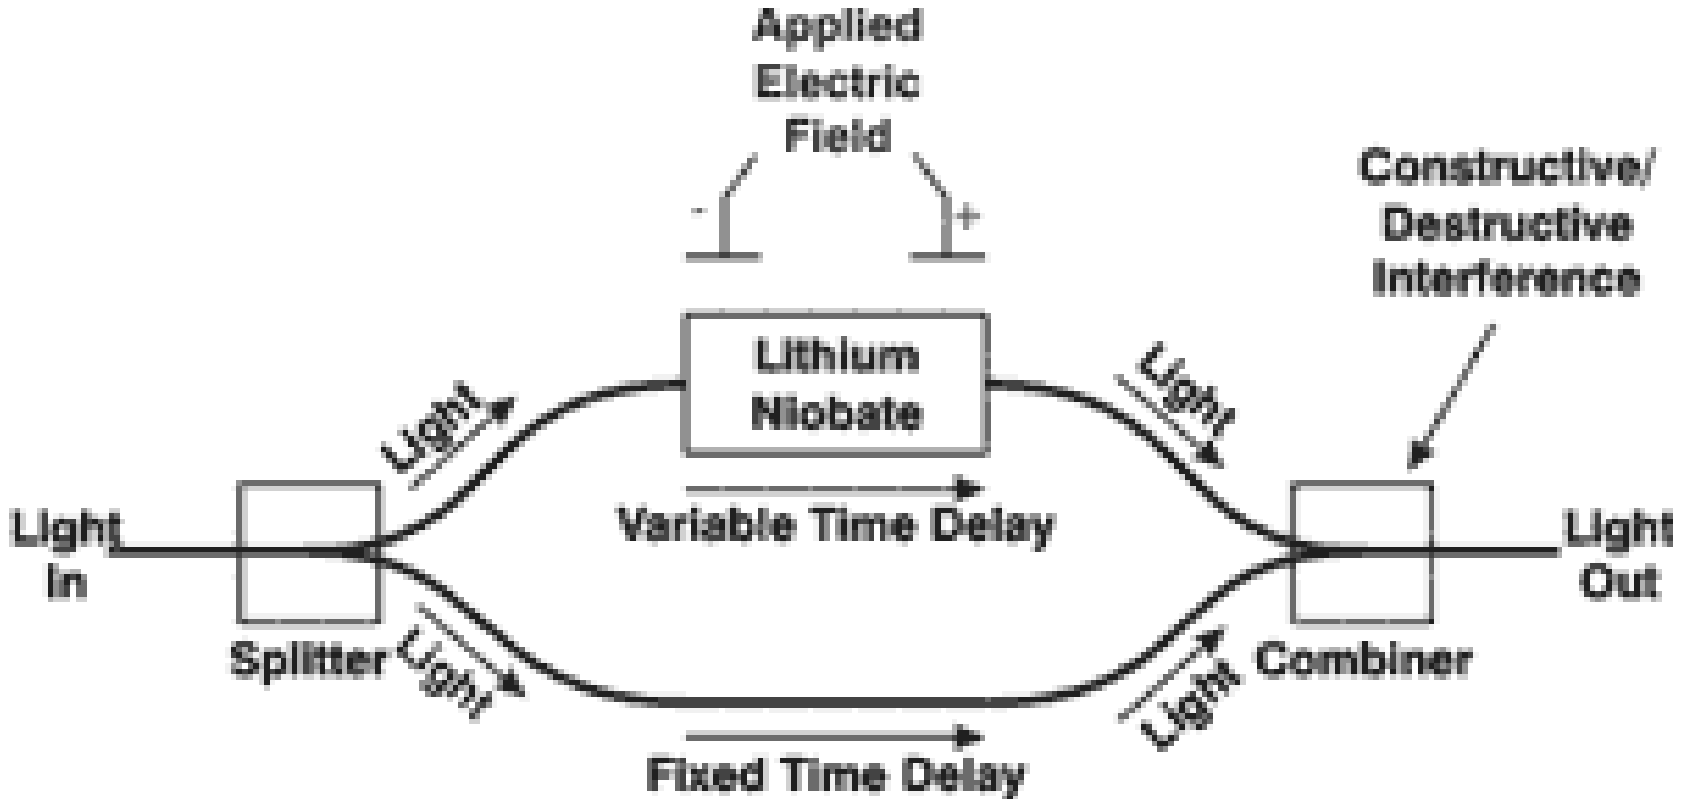 Applied
Electric
Field
- +
Constructive/
Destructive
Interference
Lithium
Niobate
Light
Light
Variable Time Delay
Light
In
Light
Out
Splitter
Light
Combiner
Light
Fixed Time Delay